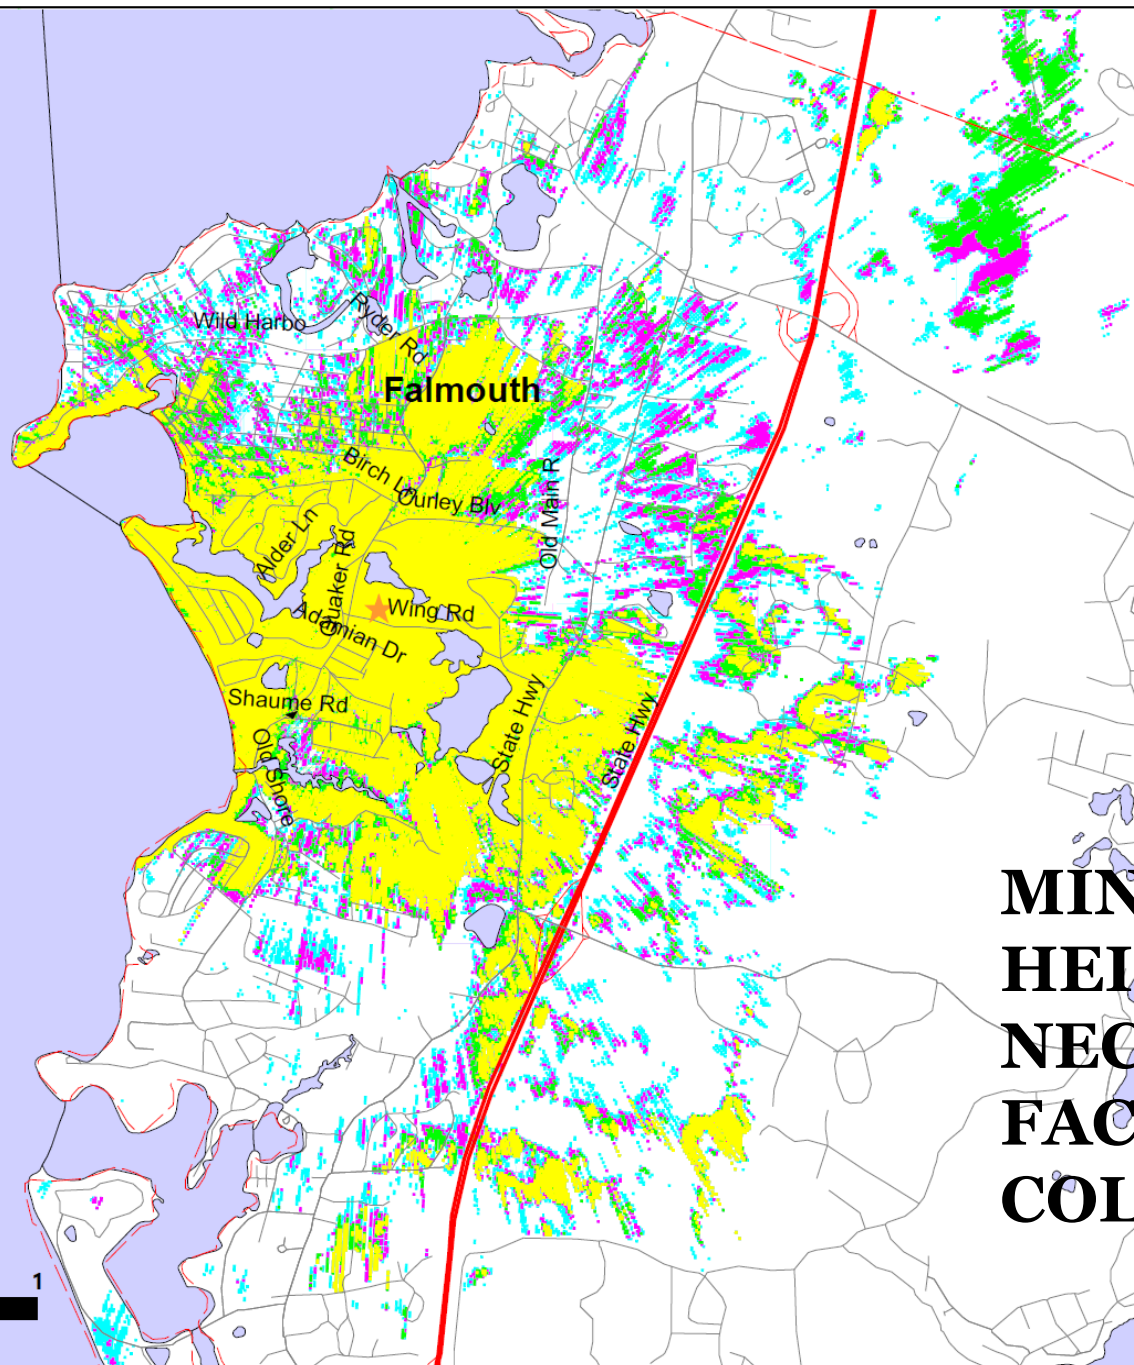 Wild Harbo
Ryder Rd
Falmouth
Birch Ln
Curley Blv
Old Main R
Alder Ln
Quaker Rd
Wing Rd
Adamian Dr
Shaume Rd
State Hwy
State Hwy
Old Shore
MIN
HEI
NEC
FAC
COL
1